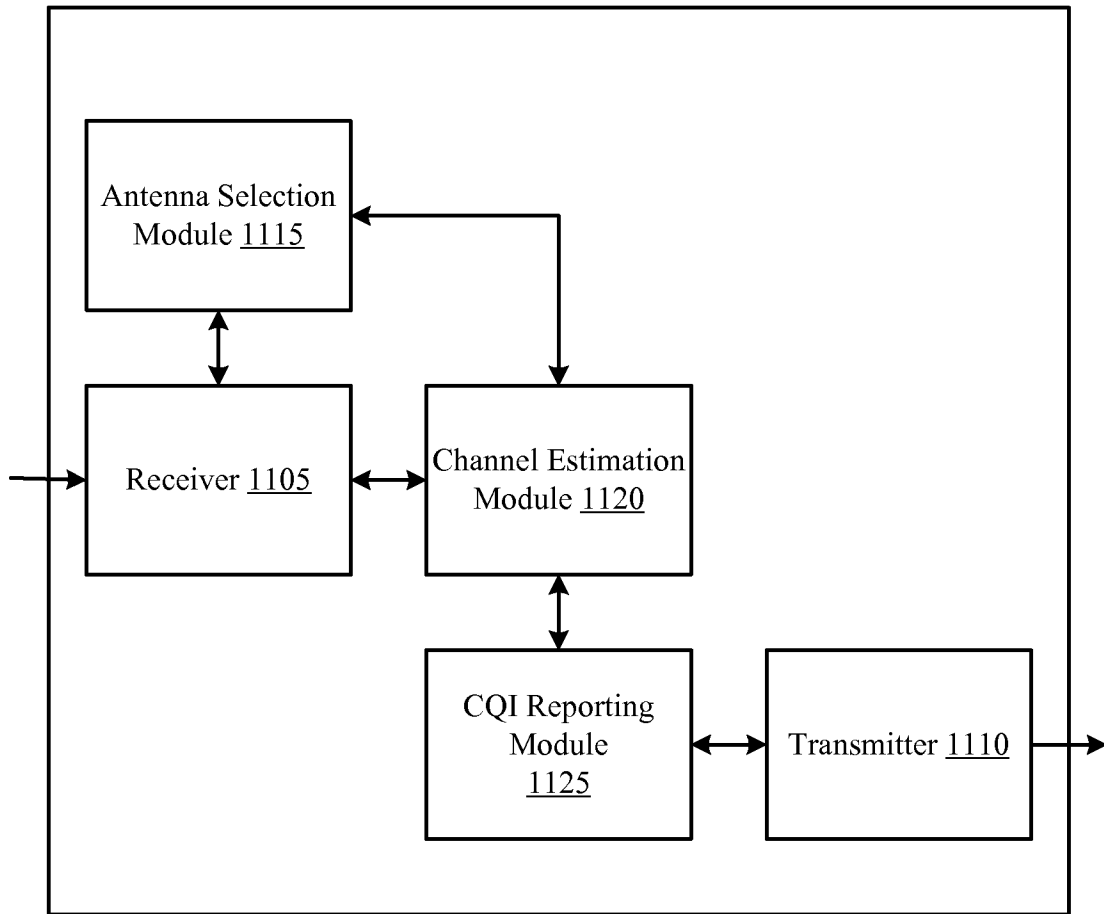 Antenna Selection
Module 1115
Receiver 1105
Channel Estimation
Module 1120
CQI Reporting
Module
1125
Transmitter 1110